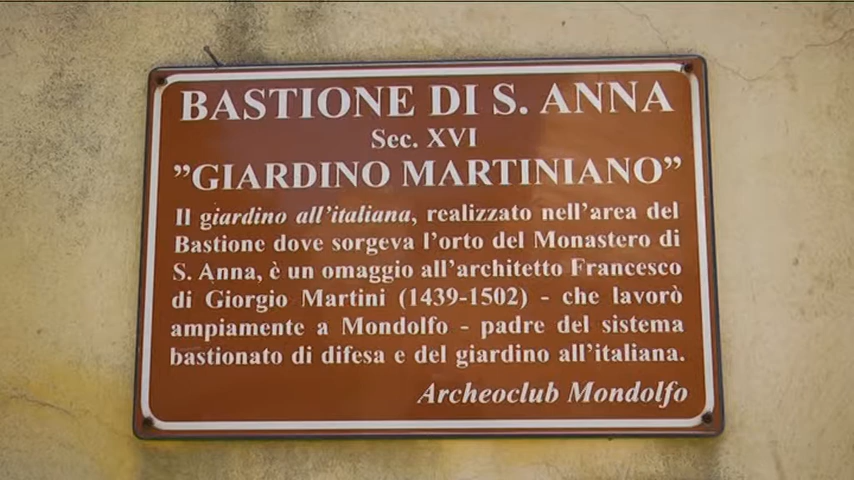 BASTIONE DI S. ANNA
Sec. XVI
"GIARDINO MARTINIANO"
Il giardino all'italiana, realizzato nell'area del
Bastione dove sorgeva l'orto del Monastero di
S. Anna, è un omaggio all'architetto Francesco
di Giorgio Martini (1439-1502) - che lavorò
ampiamente a Mondolfo - padre del sistema
bastionato di difesa e del giardino all'italiana.
Archeoclub Mondolfo